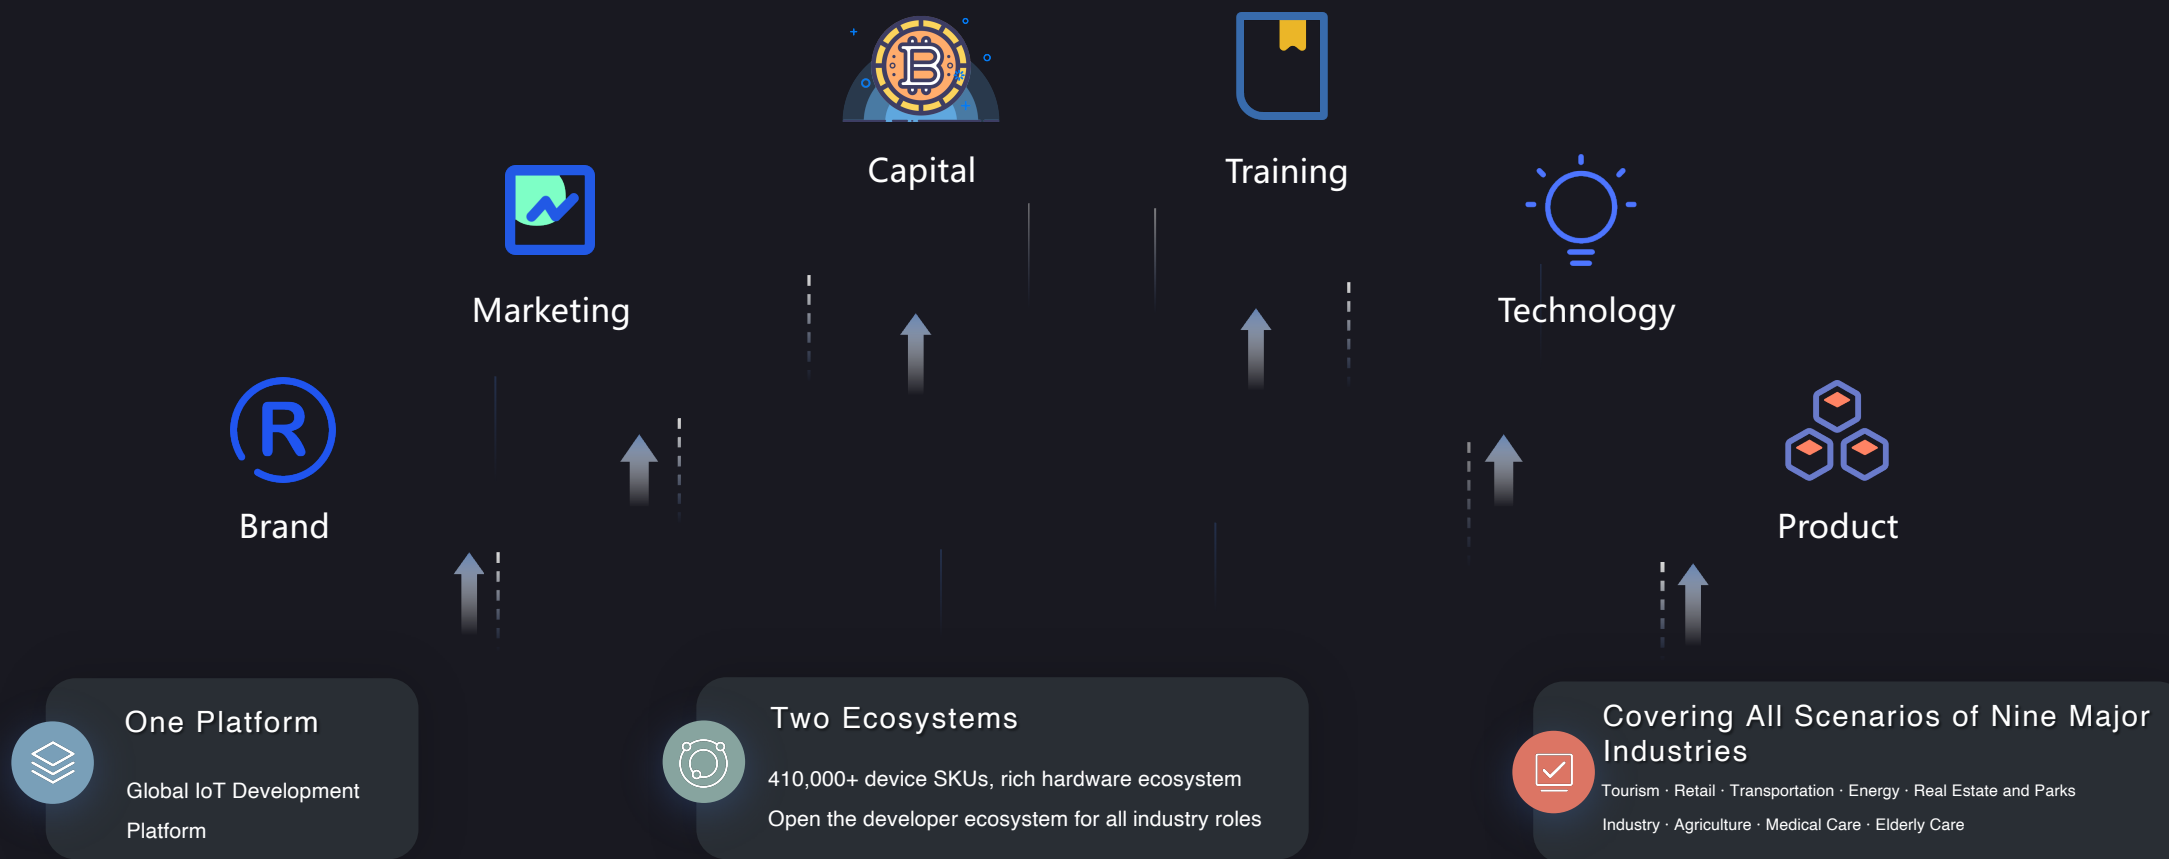 Capital
Training
Marketing
Technology
R
Brand
Product
One Platform
Global IoT Development
Platform
Two Ecosystems
410,000+ device SKUs, rich hardware ecosystem
Open the developer ecosystem for all industry roles
Covering All Scenarios of Nine Major
Industries
Tourism · Retail · Transportation · Energy · Real Estate and Parks
Industry · Agriculture · Medical Care · Elderly Care